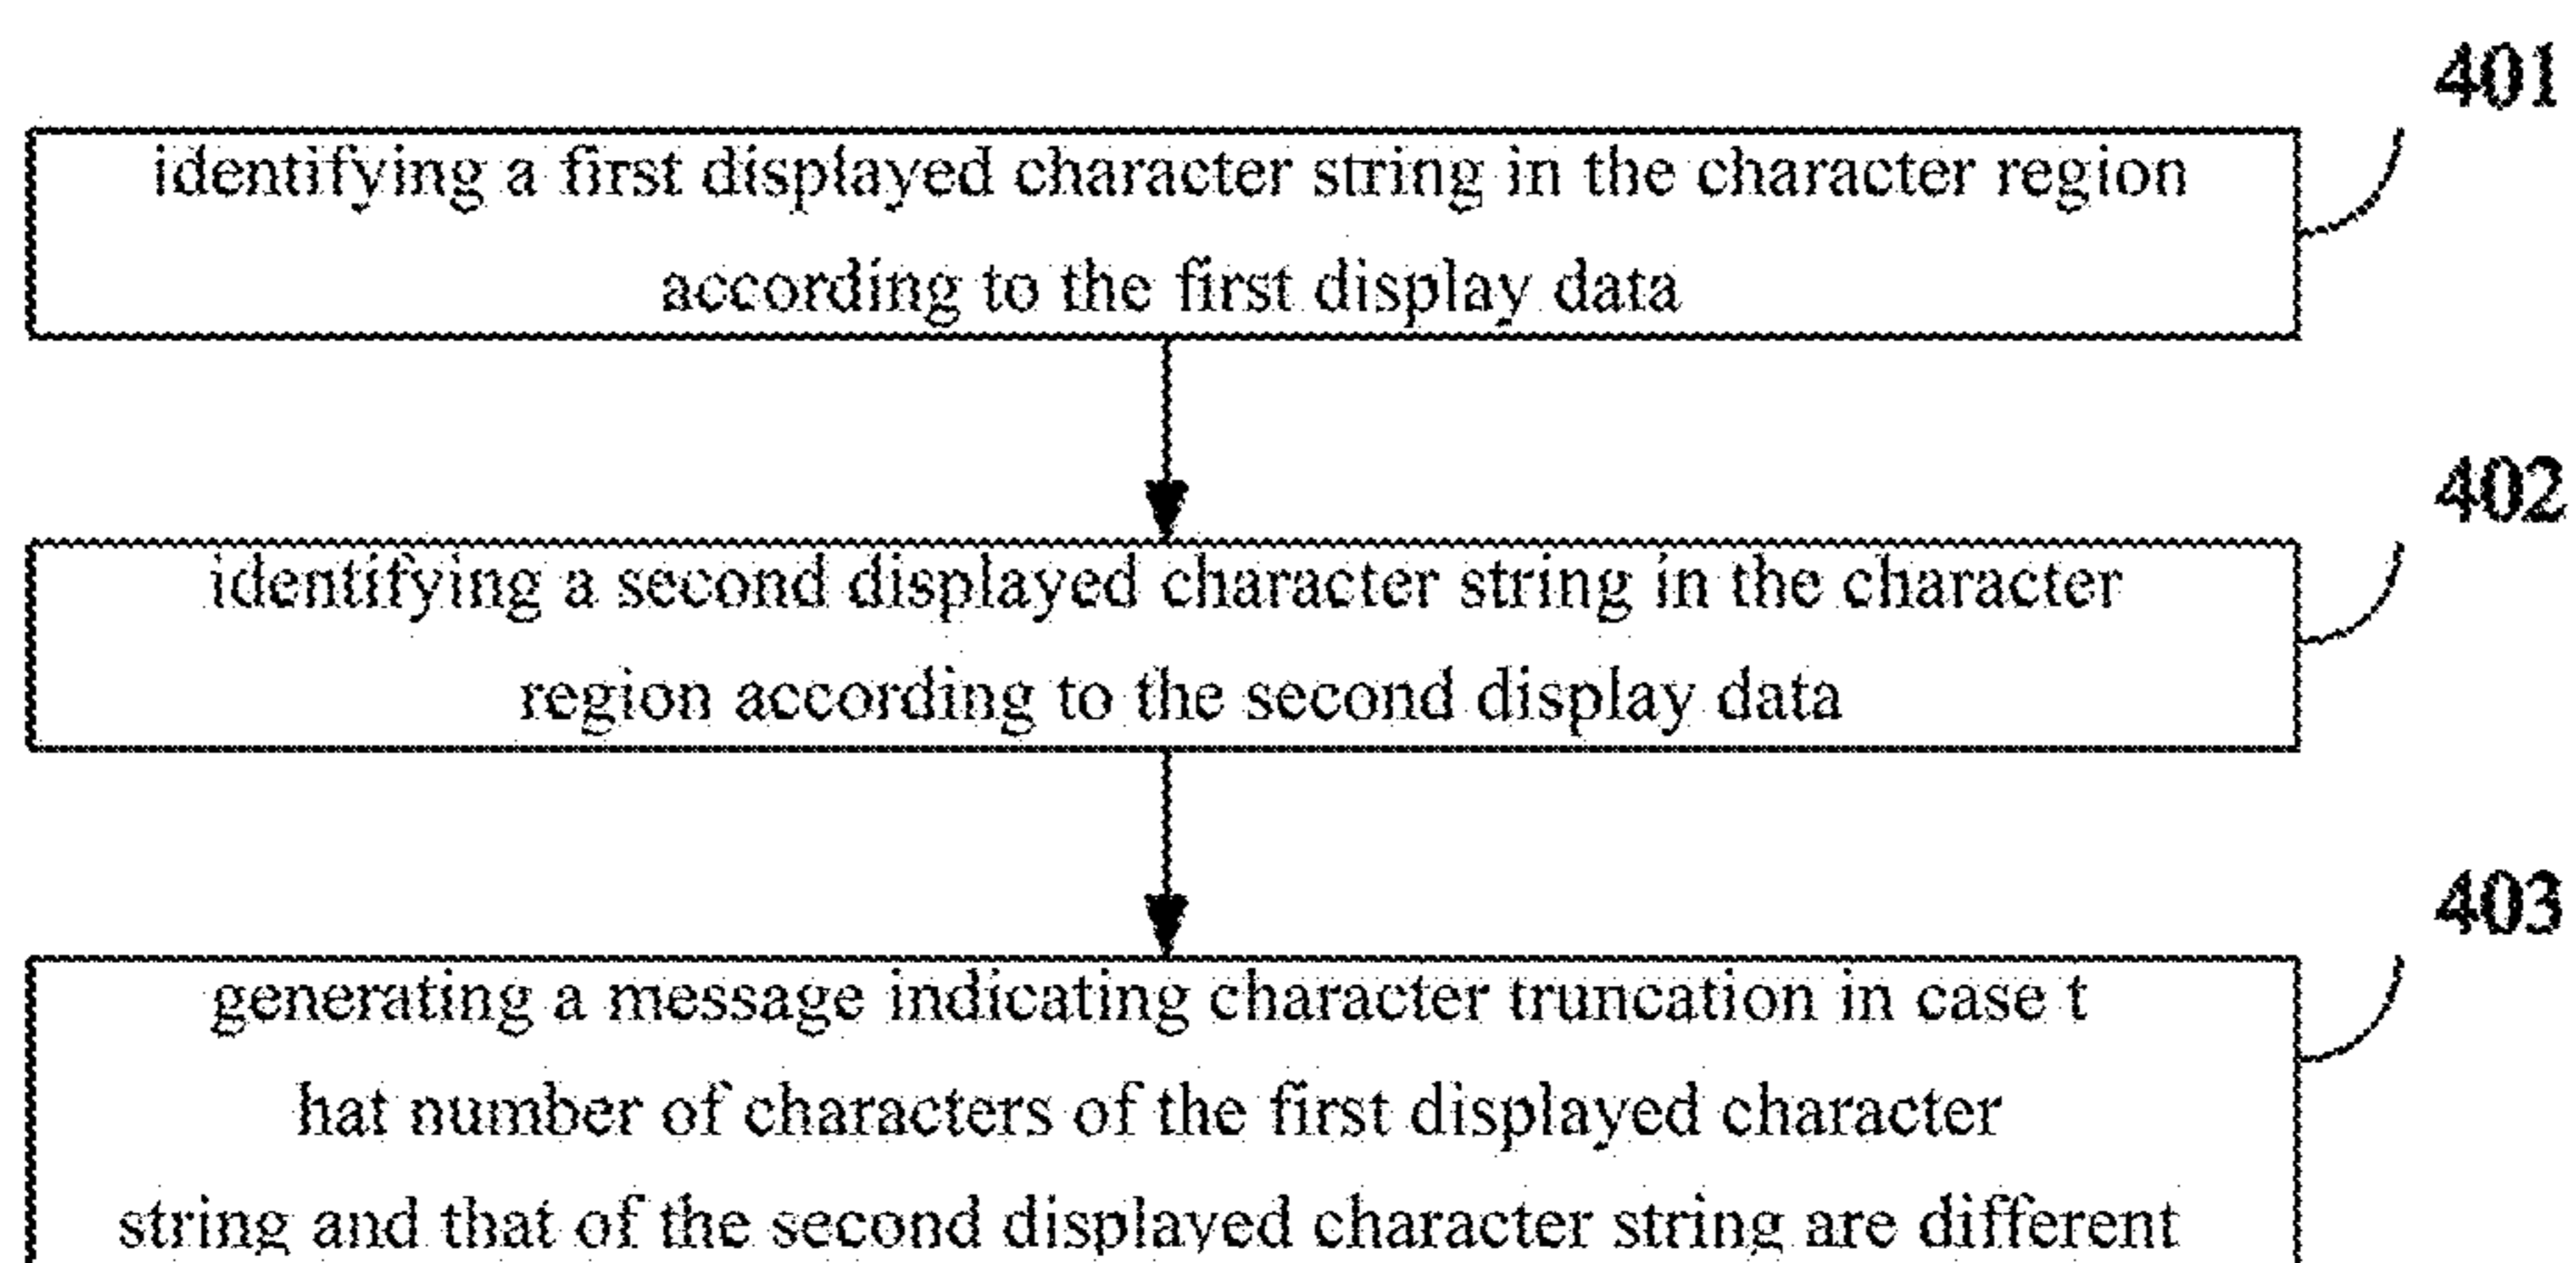 401
identifying a first displayed character string in the character region
according to the first display data
402
identifying a second displayed character string in the character
region according to the second display data
403
generating a message indicating character truncation in case t
hat number of characters of the first displayed character
string and that of the second displayed character string are different